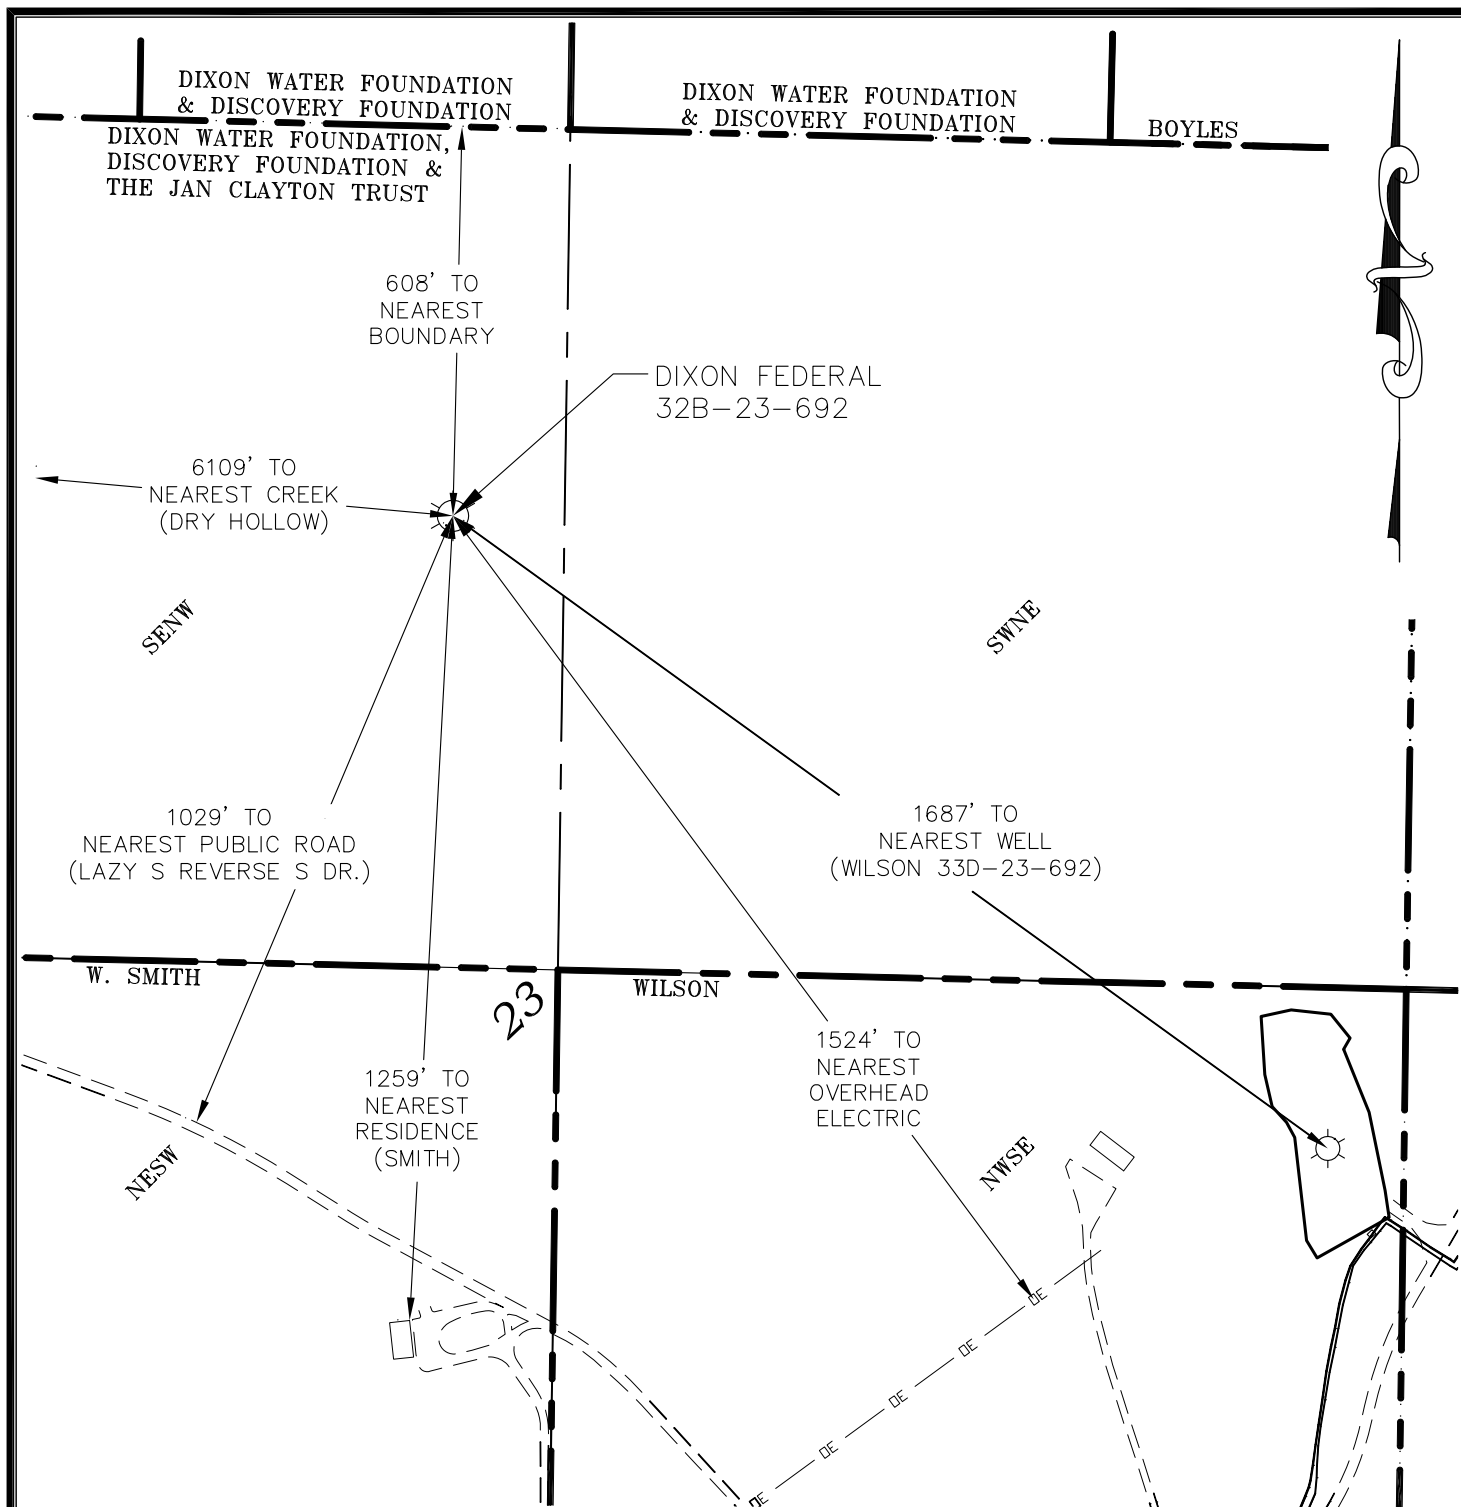 DIXON WATER FOUNDATION
& DISCOVERY FOUNDATION
DIXON WATER FOUNDATION
& DISCOVERY FOUNDATION
BOYLES
DIXON WATER FOUNDATION,
DISCOVERY FOUNDATION &
THE JAN CLAYTON TRUST
608' TO
NEAREST
BOUNDARY
DIXON FEDERAL
32B-23-692
6109' TO
NEAREST CREEK
(DRY HOLLOW)
SENW
SWNE
1029' TO
NEAREST PUBLIC ROAD
(LAZY S REVERSE S DR.)
1687' TO
NEAREST WELL
(WILSON 33D-23-692)
W. SMITH
23
WILSON
1524' TO
NEAREST
OVERHEAD
ELECTRIC
1259' TO
NEAREST
RESIDENCE
(SMITH)
NESW
NWSE
OE
OE
OE
OE
OE